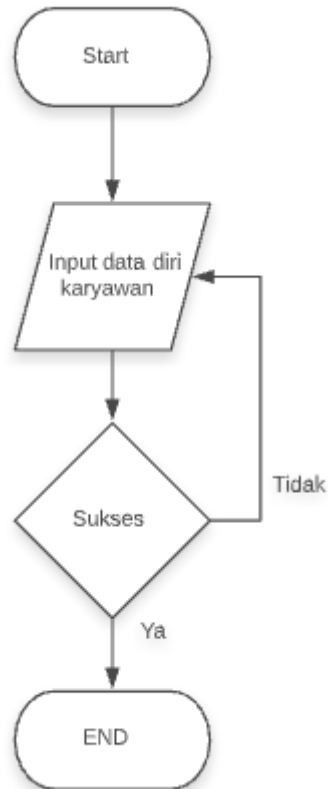 Start
Input data diri
karyawan
Sukses
Tidak
Ya
END